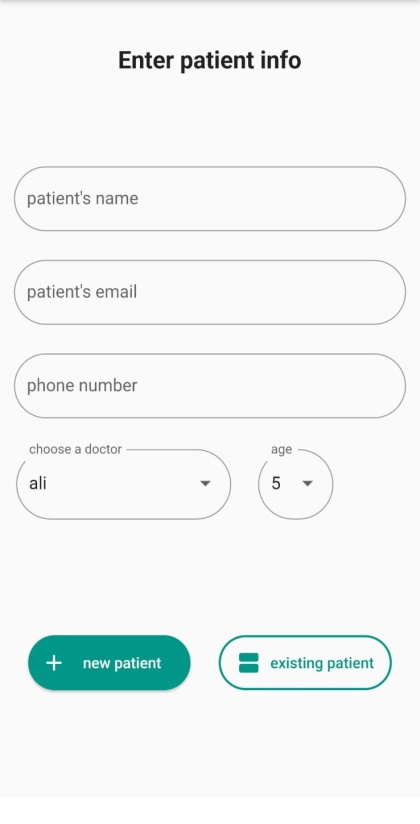 Enter patient info
patient's name
patient's email
phone number
choose a doctor
ali
age
5
new patient
existing patient